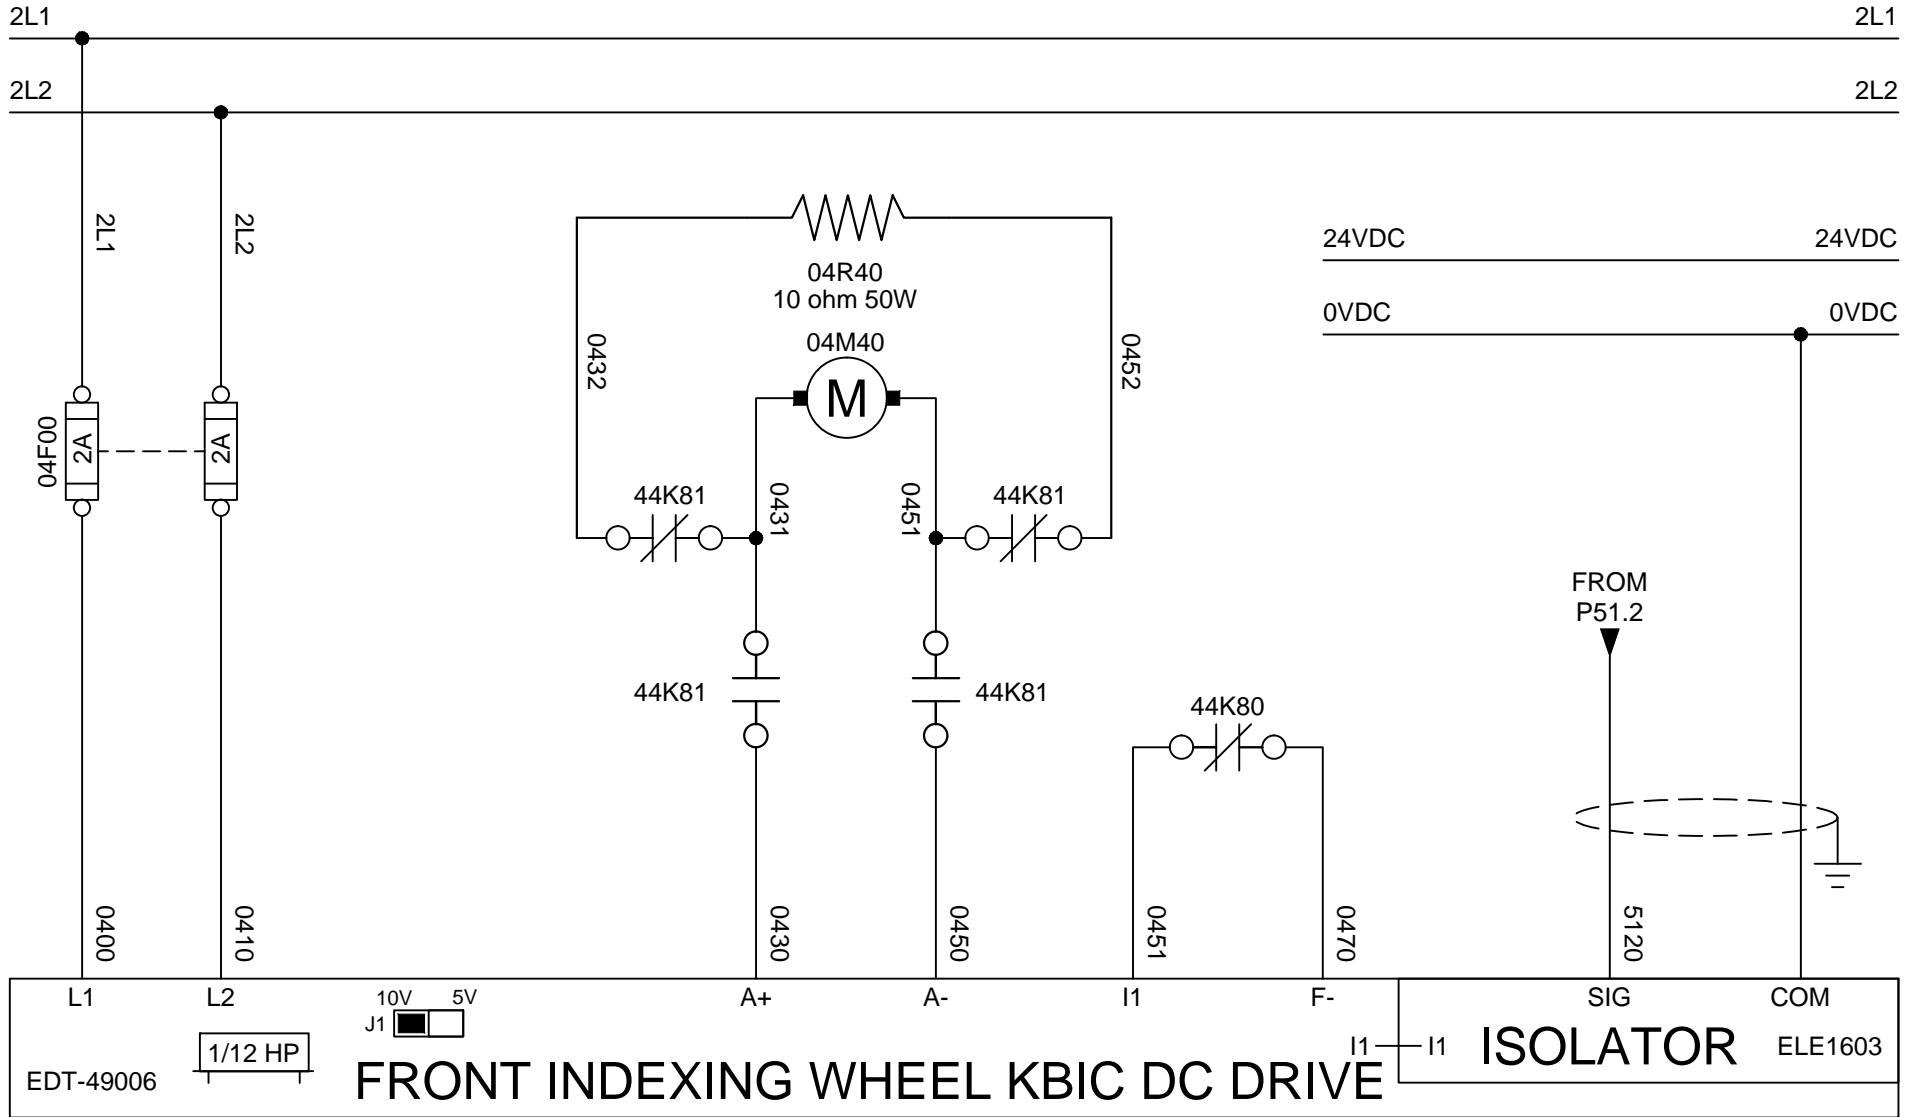 2L1 2L1
2L2 2L2
2L1
2L2
04R40
10 ohm 50W
04M40
M
0432
0452
24VDC 24VDC
0VDC 0VDC
04F00
2A
2A
44K81
0431
0451
44K81
44K81
44K81
44K80
FROM
P51.2
0400
0410
0430
0450
0451
0470
5120
L1 L2 A+ A- I1 F- SIG COM
10V 5V
J1
1/12 HP
EDT-49006
FRONT INDEXING WHEEL KBIC DC DRIVE
I1 I1
ISOLATOR
ELE1603